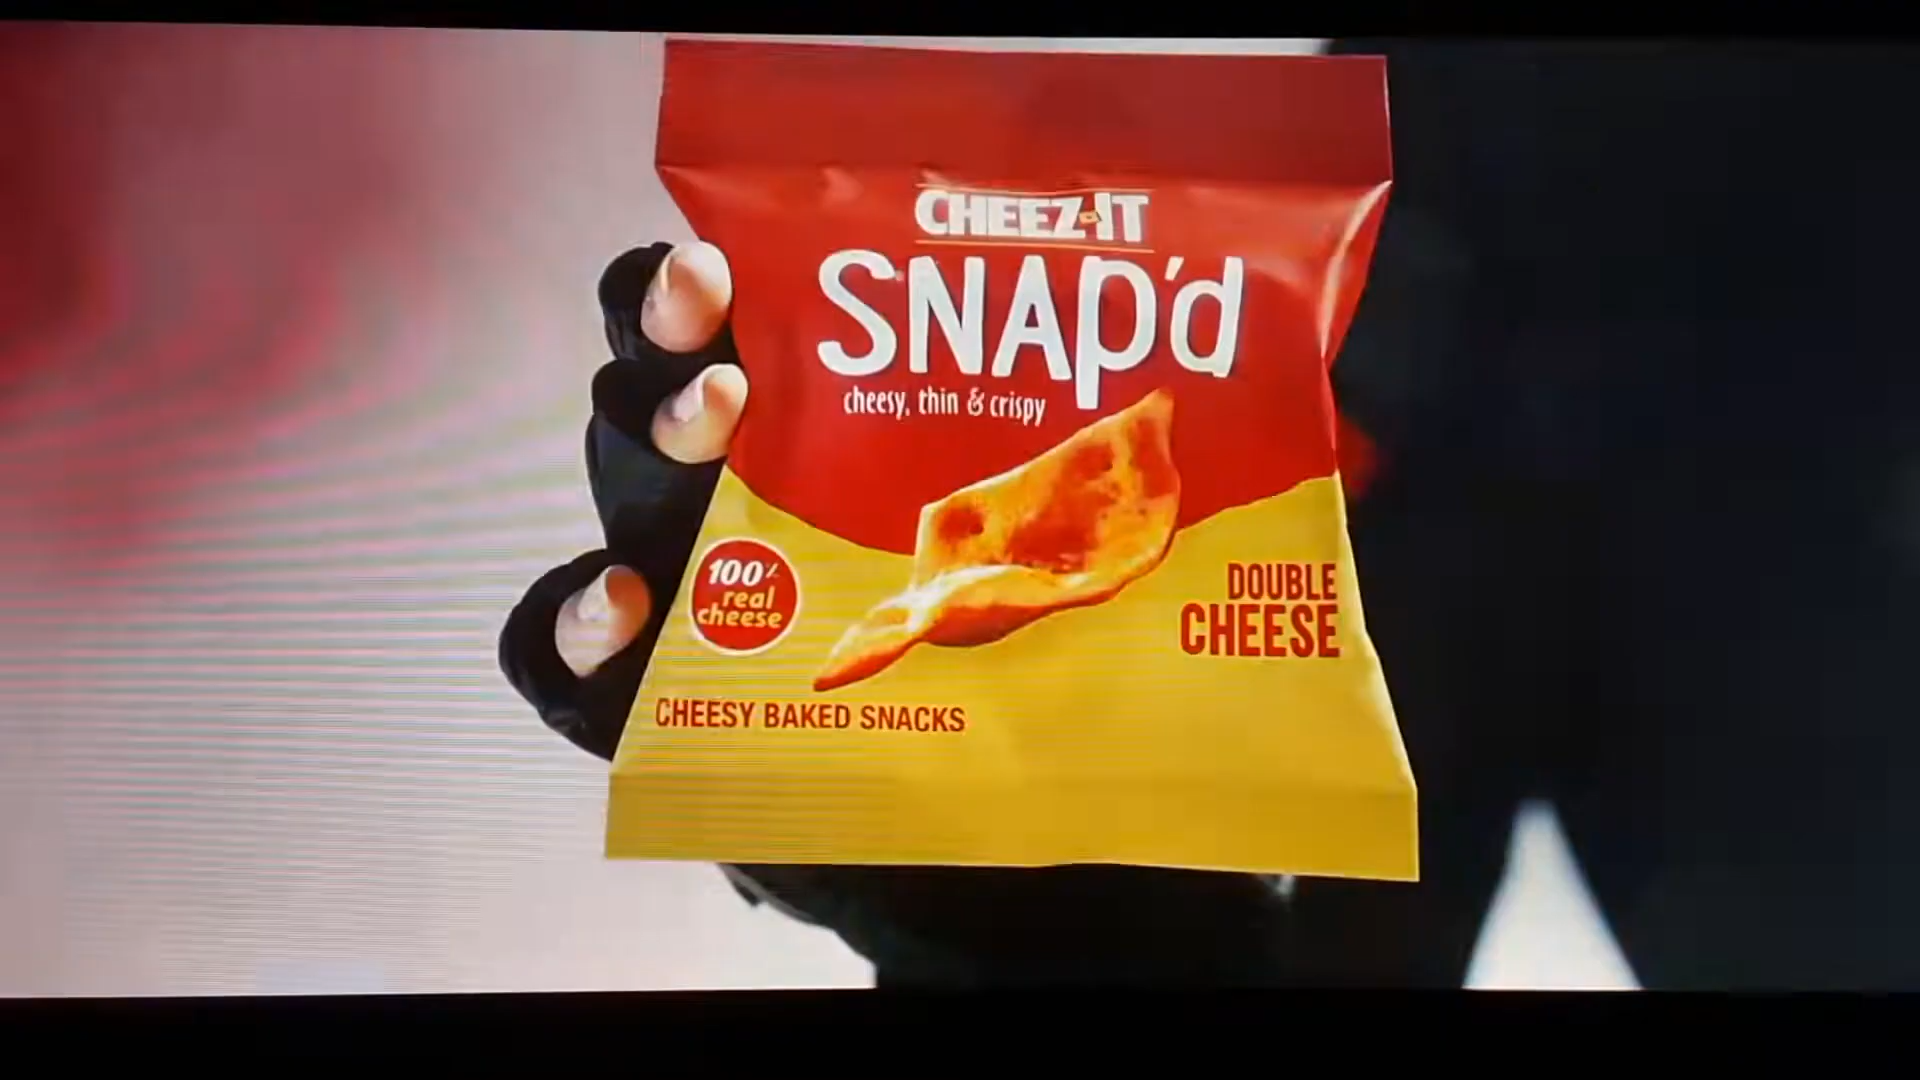 CHEEZ-IT
SNAP'd
cheesy, thin & crispy
100%
real
cheese
DOUBLE
CHEESE
CHEESY BAKED SNACKS